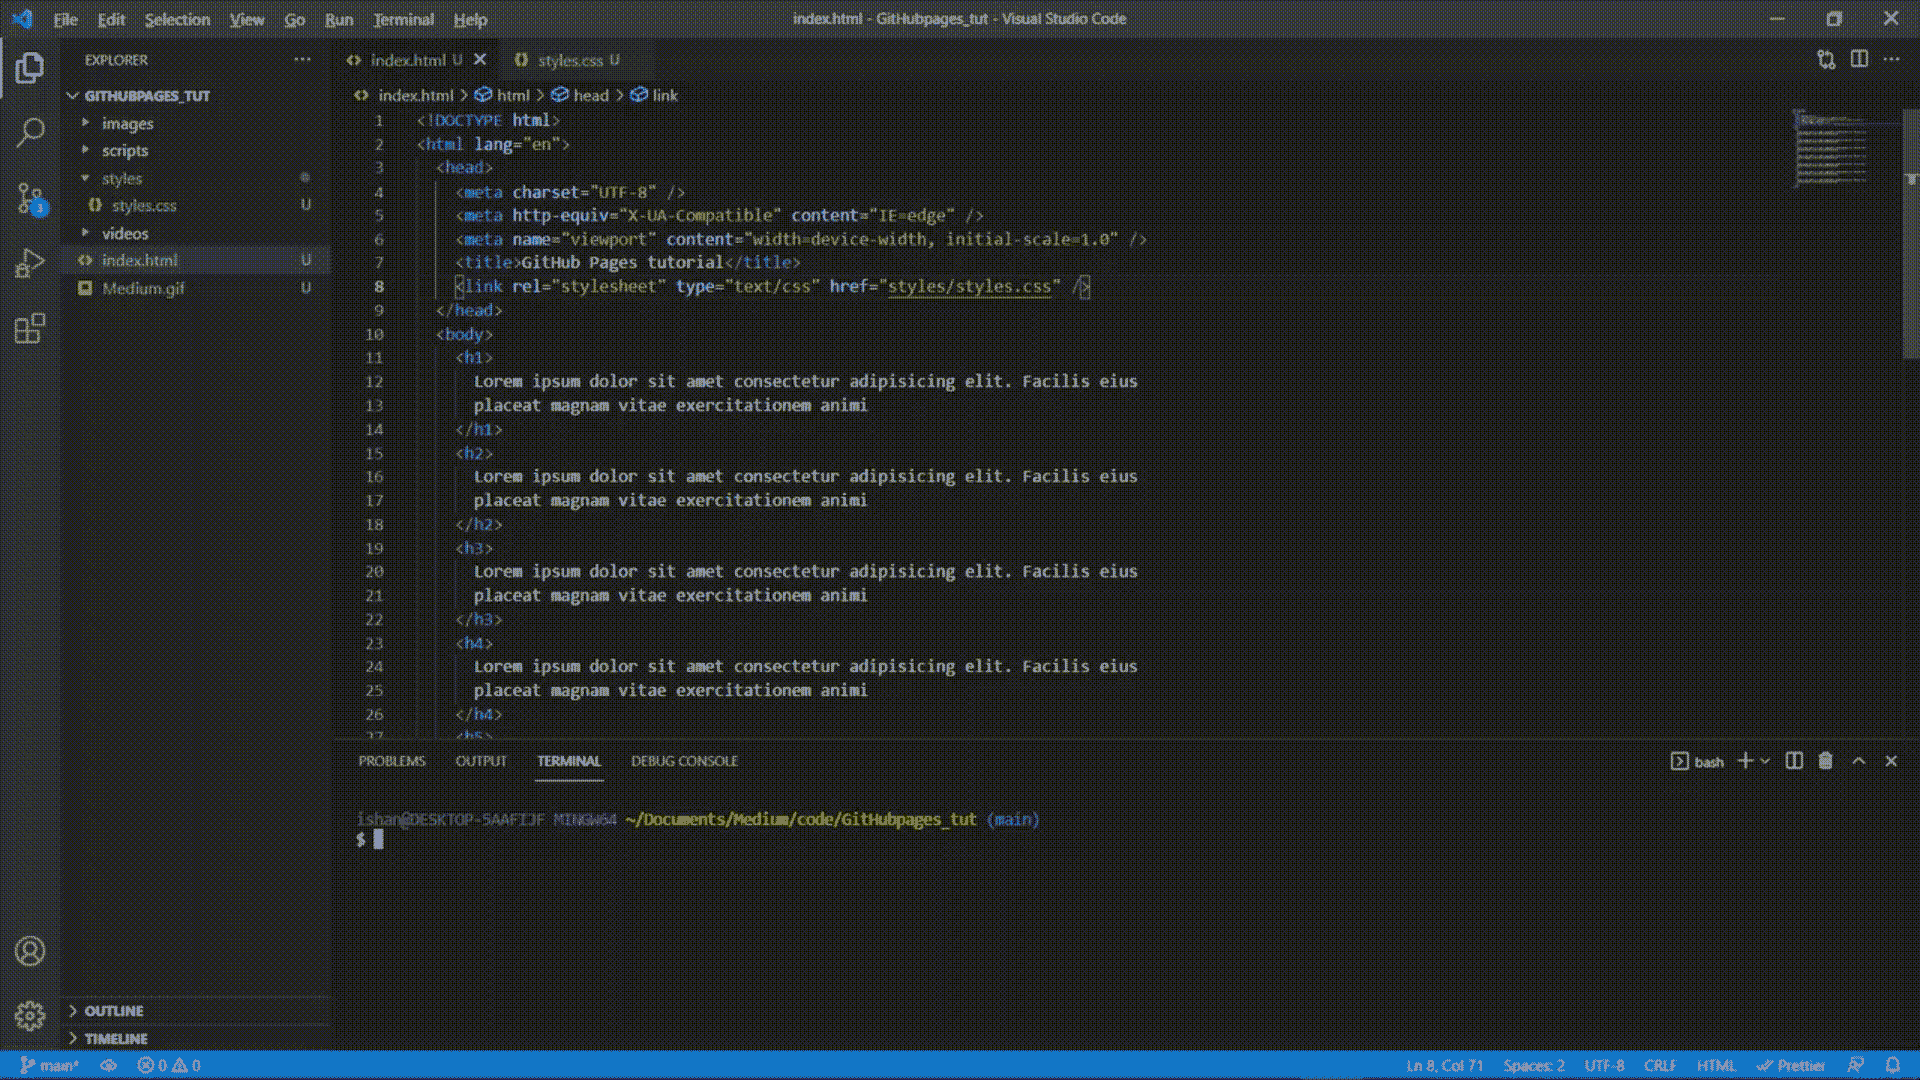 File Edit Selection View Go Run Terminal Help
index.html - GitHubpages_tut - Visual Studio Code
EXPLORER
GITHUBPAGES_TUT
images
scripts
styles
styles.css U
videos
index.html U
Medium.gif U
OUTLINE
TIMELINE
index.html U
styles.css U
index.html > html > head > link
1 <!DOCTYPE html>
2 <html lang="en">
3 <head>
4 <meta charset="UTF-8" />
5 <meta http-equiv="X-UA-Compatible" content="IE=edge" />
6 <meta name="viewport" content="width=device-width, initial-scale=1.0" />
7 <title>GitHub Pages tutorial</title>
8 <link rel="stylesheet" type="text/css" href="styles/styles.css" />
9 </head>
10 <body>
11 <h1>
12 Lorem ipsum dolor sit amet consectetur adipisicing elit. Facilis eius
13 placeat magnam vitae exercitationem animi
14 </h1>
15 <h2>
16 Lorem ipsum dolor sit amet consectetur adipisicing elit. Facilis eius
17 placeat magnam vitae exercitationem animi
18 </h2>
19 <h3>
20 Lorem ipsum dolor sit amet consectetur adipisicing elit. Facilis eius
21 placeat magnam vitae exercitationem animi
22 </h3>
23 <h4>
24 Lorem ipsum dolor sit amet consectetur adipisicing elit. Facilis eius
25 placeat magnam vitae exercitationem animi
26 </h4>
27 <h5>
PROBLEMS OUTPUT TERMINAL DEBUG CONSOLE
bash
ishan@DESKTOP-5AAFIJF MINGW64 ~/Documents/Medium/code/GitHubpages_tut (main)
$
3
main* 0 0
Ln 8, Col 71 Spaces: 2 UTF-8 CRLF HTML Prettier